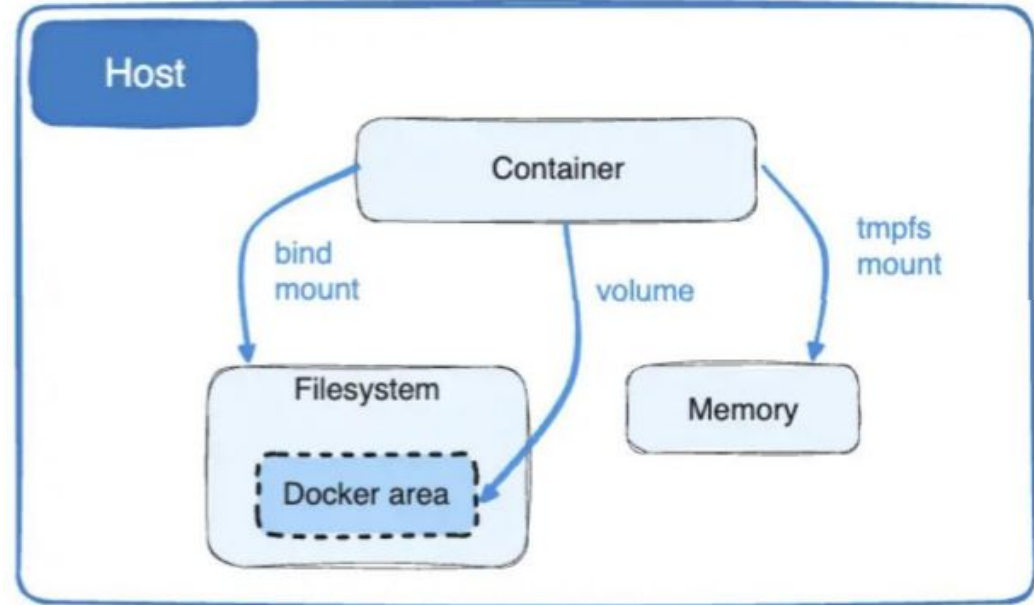 Host
Container
bind
mount
volume
tmpfs
mount
Filesystem
Memory
Docker area